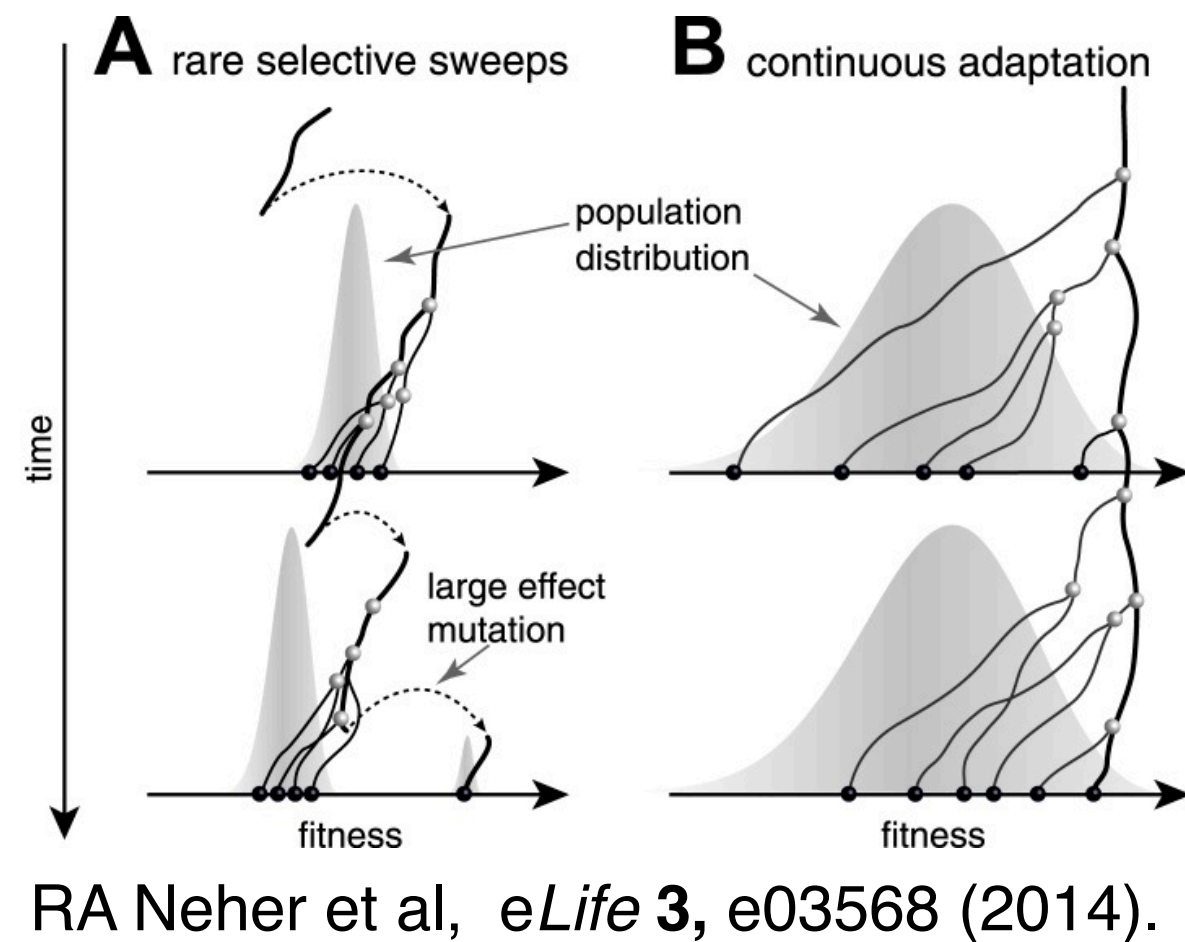 A rare selective sweeps
B continuous adaptation
population
distribution
time
large effect
mutation
fitness
fitness
RA Neher et al, eLife 3, e03568 (2014).